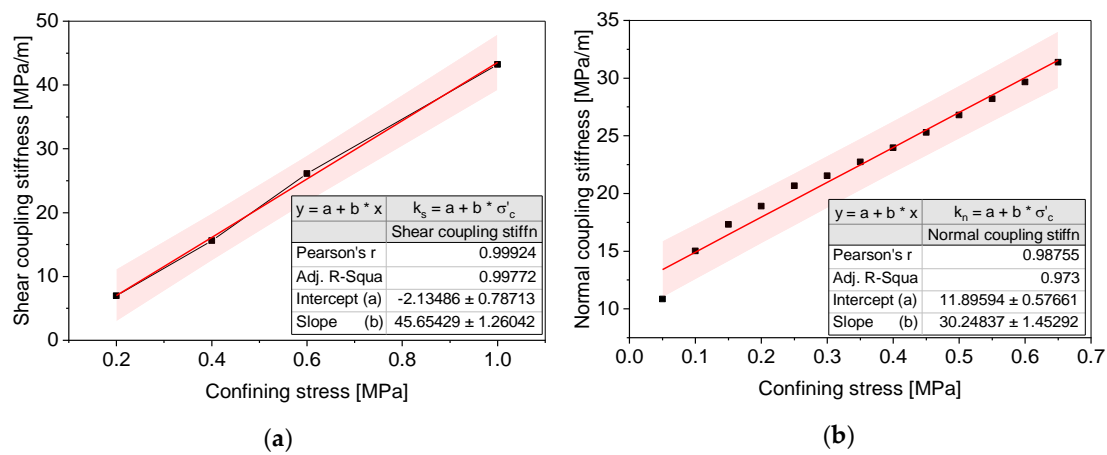 Shear coupling stiffness [MPa/m]
50
40
30
20
10
0
y = a + b * x k_s = a + b * σ'_c
Shear coupling stiffn
Pearson's r 0.99924
Adj. R-Squa 0.99772
Intercept (a) -2.13486 ± 0.78713
Slope (b) 45.65429 ± 1.26042
0.2 0.4 0.6 0.8 1.0
Confining stress [MPa]
(a)
Normal coupling stiffness [MPa/m]
35
30
25
20
15
10
y = a + b * x k_n = a + b * σ'_c
Normal coupling stiffn
Pearson's r 0.98755
Adj. R-Squa 0.973
Intercept (a) 11.89594 ± 0.57661
Slope (b) 30.24837 ± 1.45292
0.0 0.1 0.2 0.3 0.4 0.5 0.6 0.7
Confining stress [MPa]
(b)